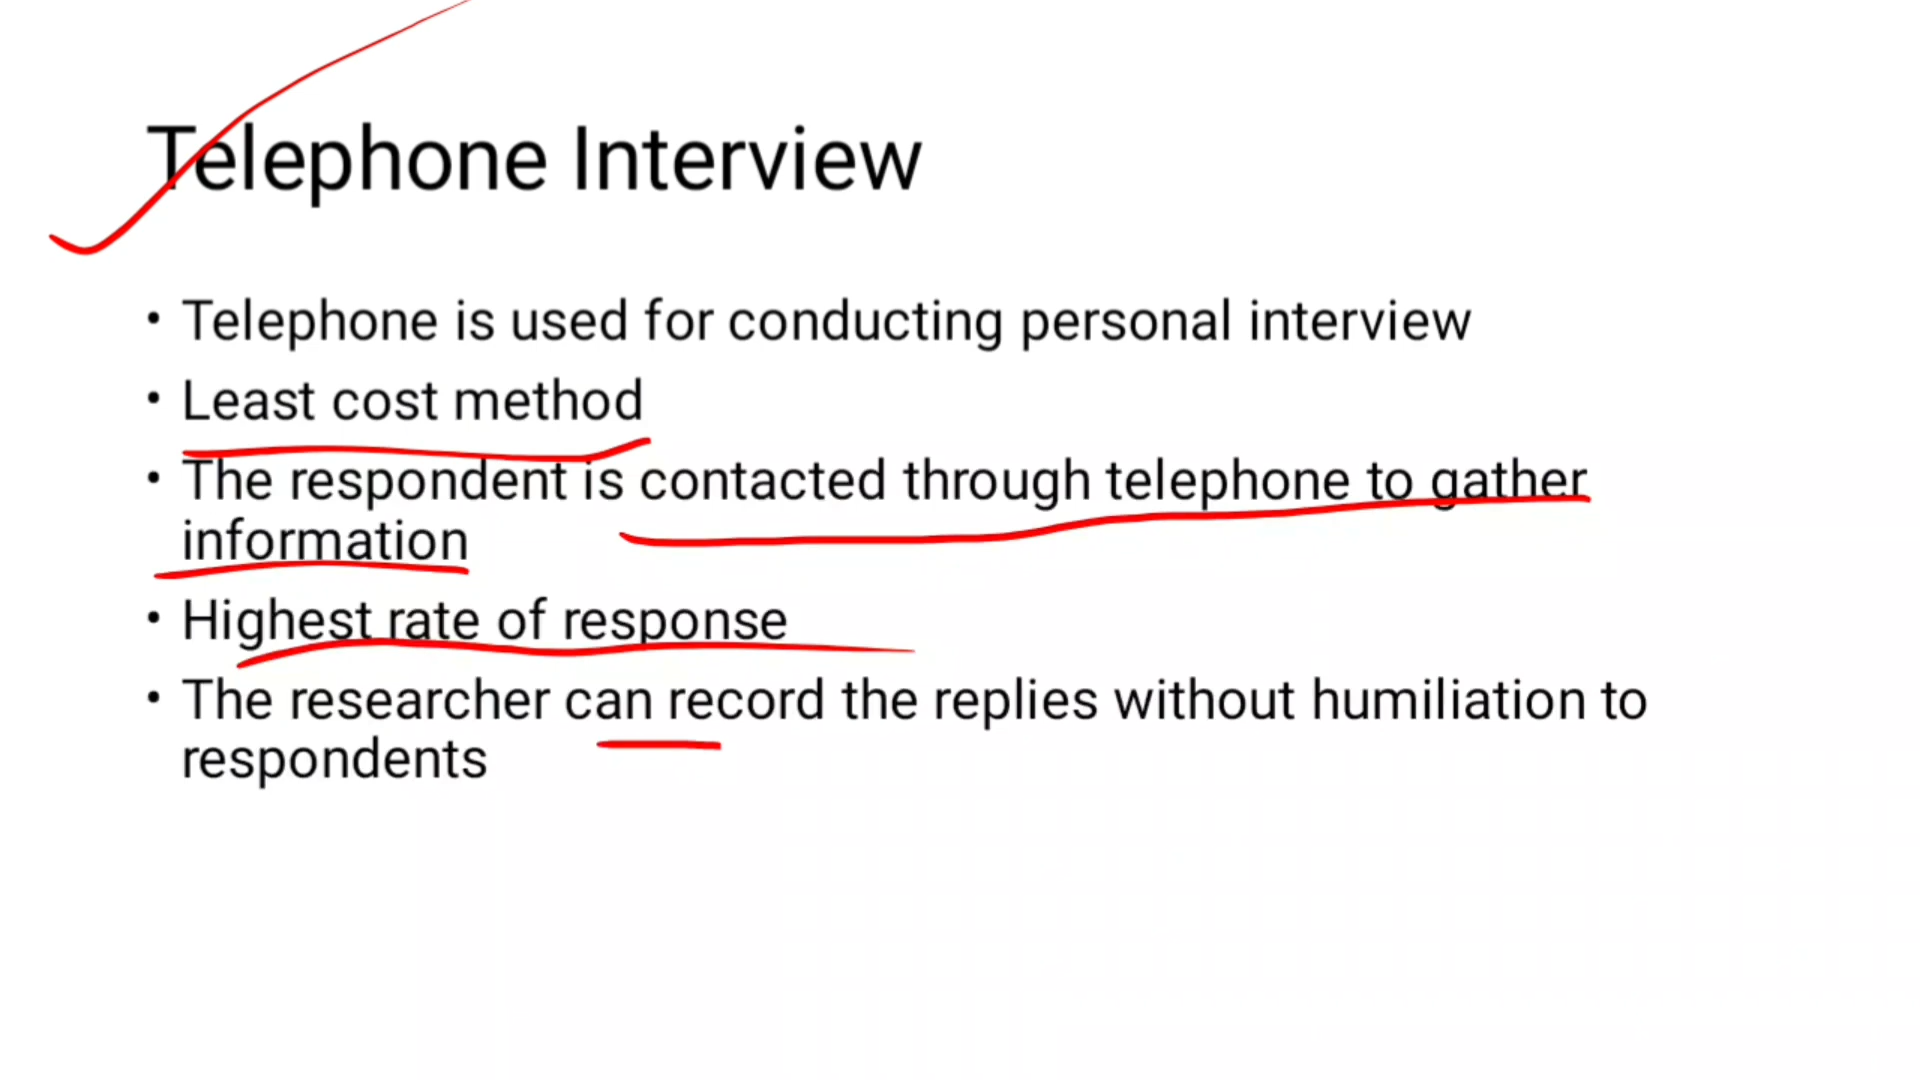 Telephone Interview
• Telephone is used for conducting personal interview
• Least cost method
• The respondent is contacted through telephone to gather
information
• Highest rate of response
• The researcher can record the replies without humiliation to
respondents